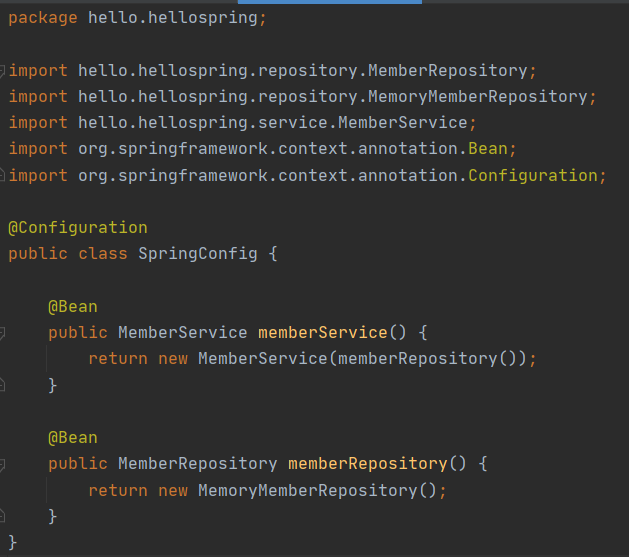 package hello.hellospring;
import hello.hellospring.repository.MemberRepository;
import hello.hellospring.repository.MemoryMemberRepository;
import hello.hellospring.service.MemberService;
import org.springframework.context.annotation.Bean;
import org.springframework.context.annotation.Configuration;
@Configuration
public class SpringConfig {
@Bean
public MemberService memberService() {
return new MemberService(memberRepository());
}
@Bean
public MemberRepository memberRepository() {
return new MemoryMemberRepository();
}
}